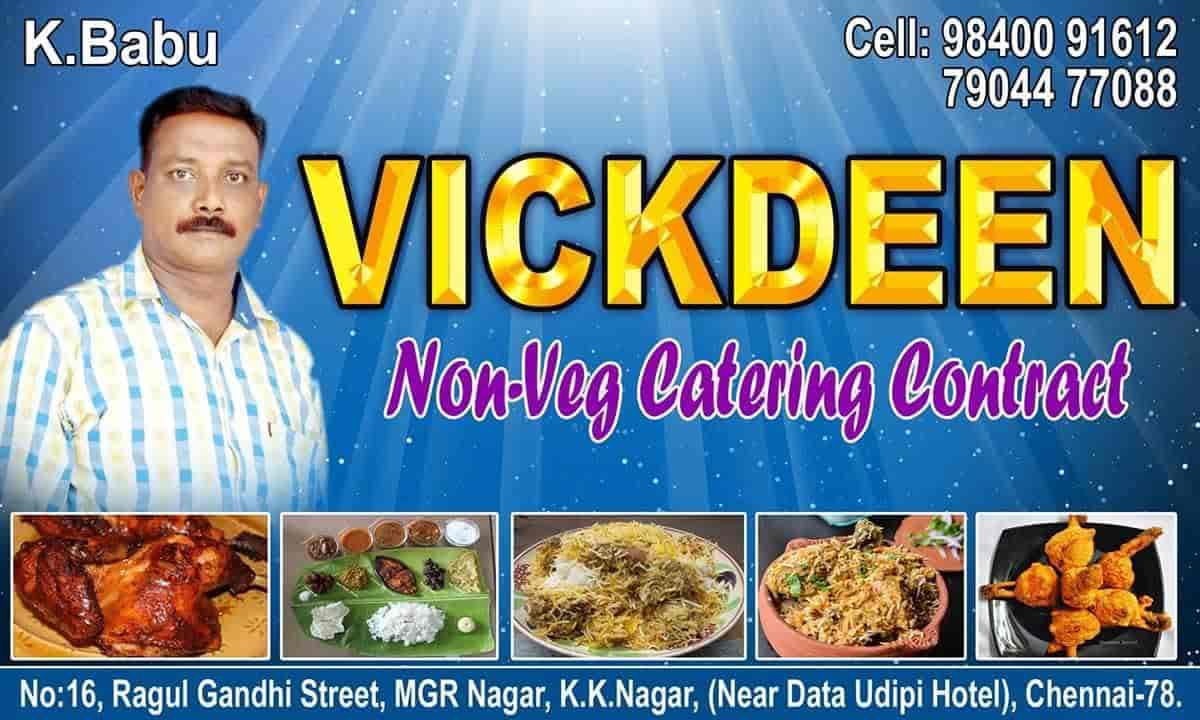 K.Babu
Cell: 98400 91612
79044 77088
VICKDEEN
Non-Veg Catering Contract
No:16, Ragul Gandhi Street, MGR Nagar, K.K.Nagar, (Near Data Udipi Hotel), Chennai-78.